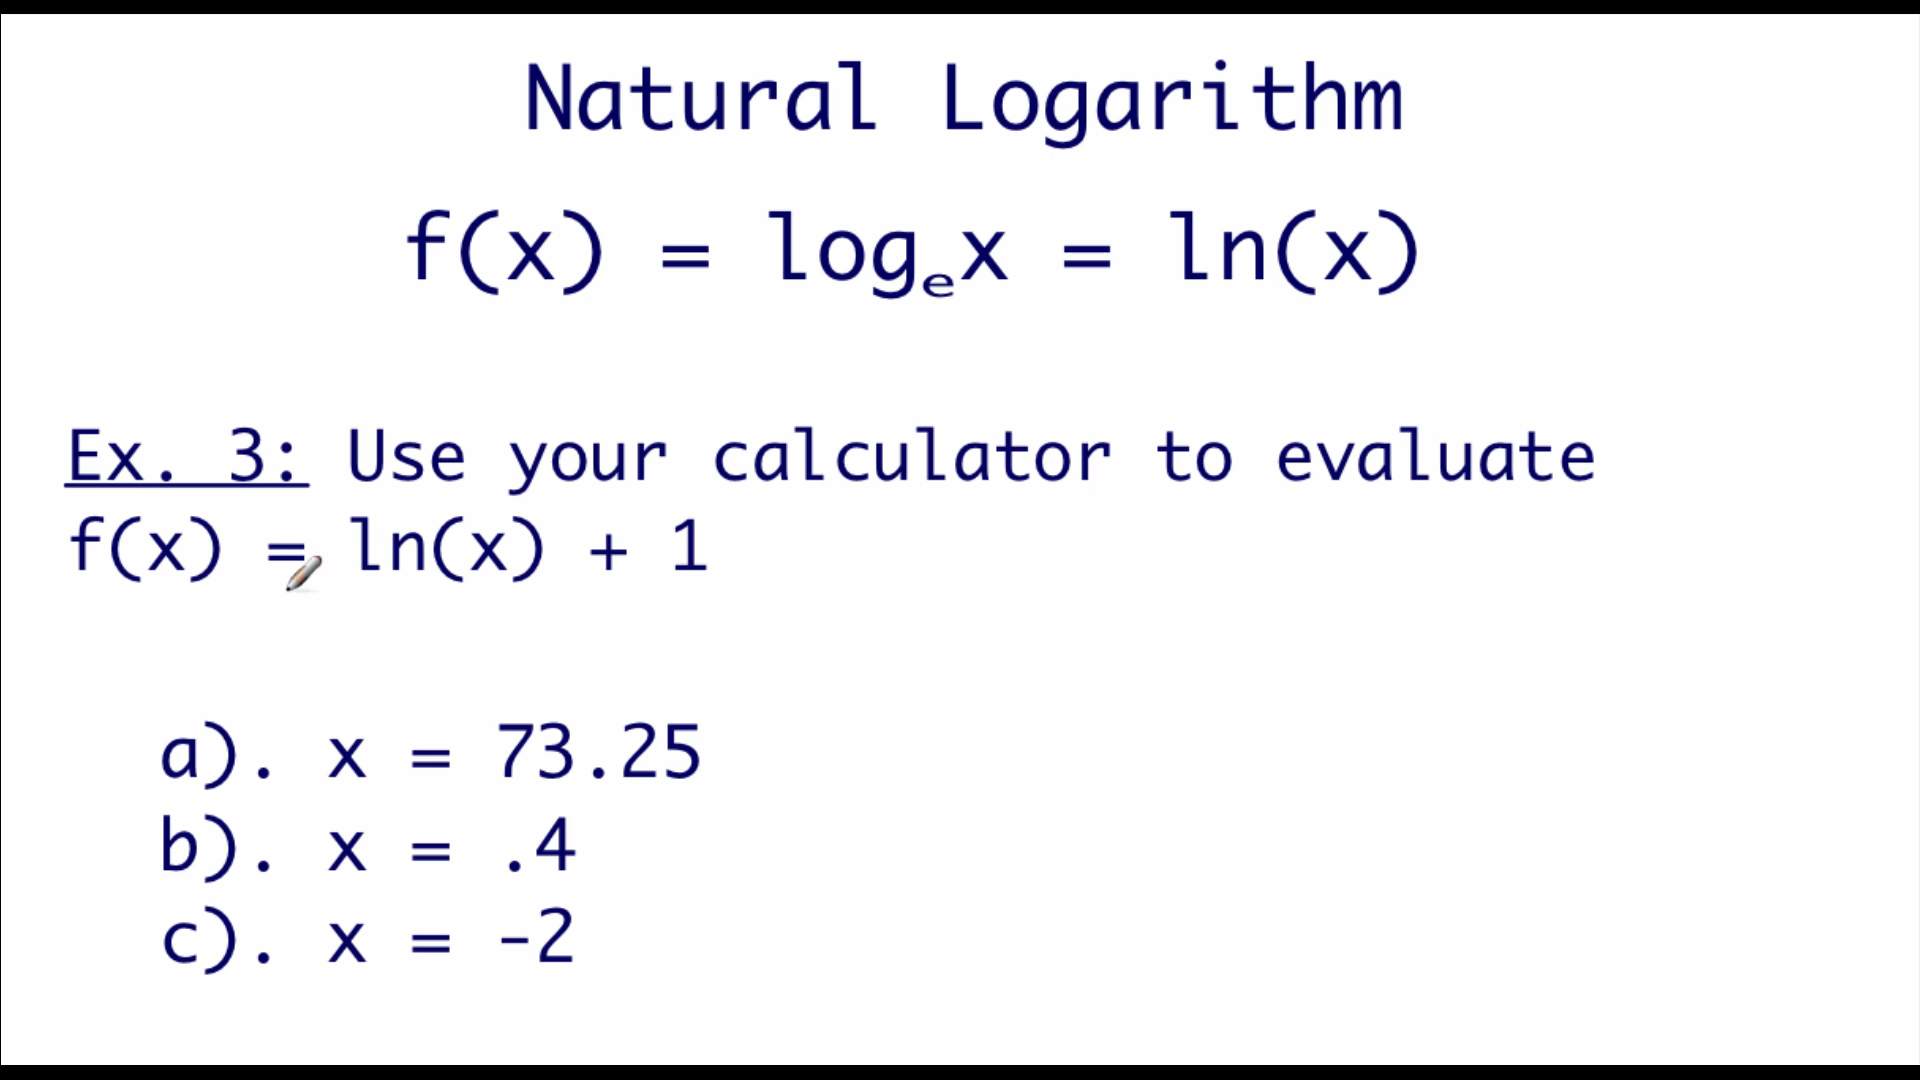 Natural Logarithm
f(x) = logₑx = ln(x)
Ex. 3: Use your calculator to evaluate
f(x) = ln(x) + 1
a). x = 73.25
b). x = .4
c). x = -2